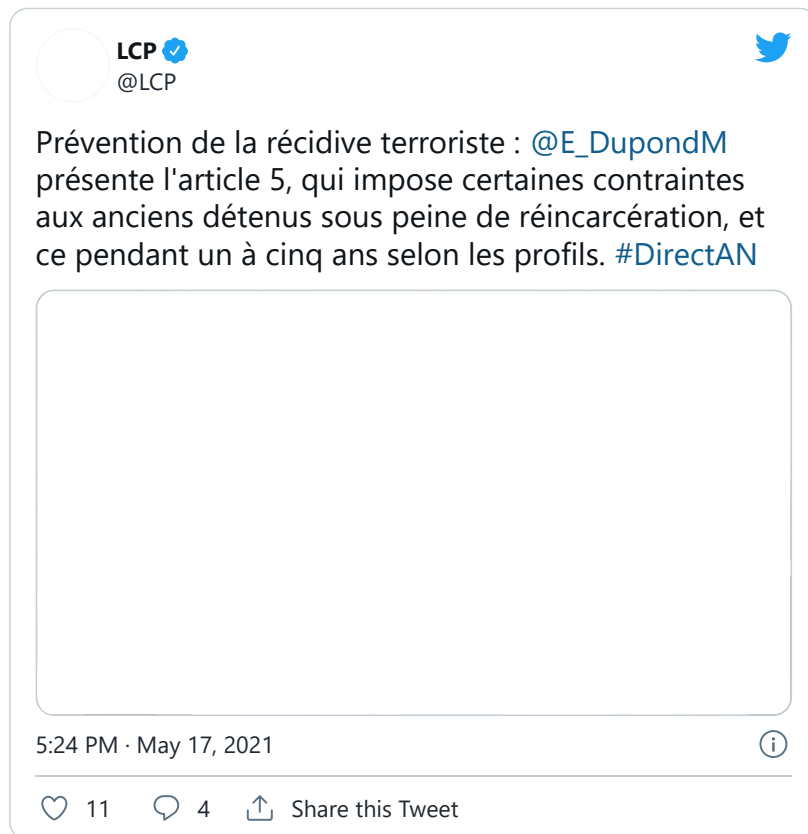 LCP
@LCP
Prévention de la récidive terroriste : @E_DupondM
présente l'article 5, qui impose certaines contraintes
aux anciens détenus sous peine de réincarcération, et
ce pendant un à cinq ans selon les profils. #DirectAN
5:24 PM · May 17, 2021
11 4 Share this Tweet